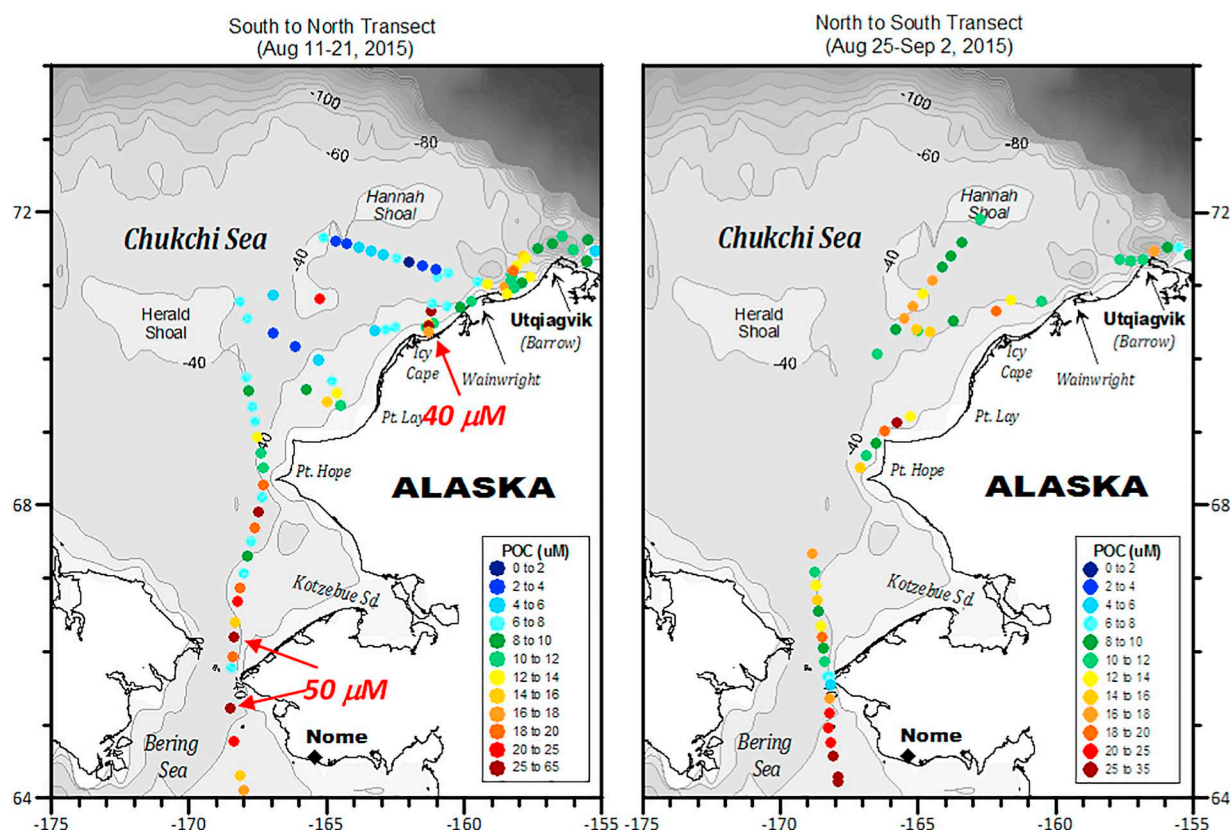 South to North Transect
(Aug 11-21, 2015)
-100
-80
-60
72
Hannah
Shoal
Chukchi Sea
-40
Herald
Shoal
-40
Utqiagvik
(Barrow)
Icy
Cape
Wainwright
Pt. Lay
40 µM
-40
Pt. Hope
ALASKA
68
Kotzebue Sd.
POC (uM)
0 to 2
2 to 4
4 to 6
6 to 8
8 to 10
10 to 12
12 to 14
14 to 16
16 to 18
18 to 20
20 to 25
25 to 65
50 µM
Nome
Bering
Sea
64
-175
-170
-165
-160
-155
North to South Transect
(Aug 25-Sep 2, 2015)
-100
-80
-60
72
Hannah
Shoal
Chukchi Sea
-40
Herald
Shoal
-40
Utqiagvik
(Barrow)
Icy
Cape
Wainwright
Pt. Lay
-40
Pt. Hope
ALASKA
68
Kotzebue Sd.
POC (uM)
0 to 2
2 to 4
4 to 6
6 to 8
8 to 10
10 to 12
12 to 14
14 to 16
16 to 18
18 to 20
20 to 25
25 to 35
Nome
Bering
Sea
64
-175
-170
-165
-160
-155